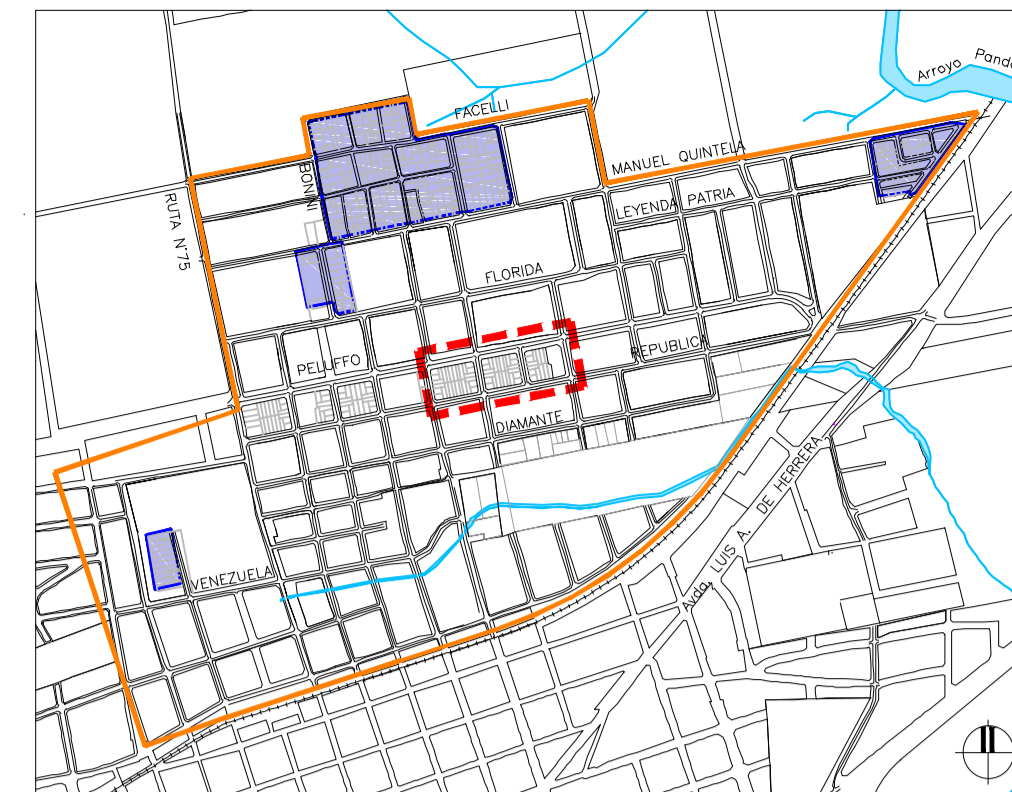 Arroyo Pando
FACELLI
MANUEL QUINTELA
BONINI
RUTA N°75
LEYENDA PATRIA
FLORIDA
PELUFFO
REPUBLICA
DIAMANTE
VENEZUELA
Avda. LUIS A. DE HERRERA